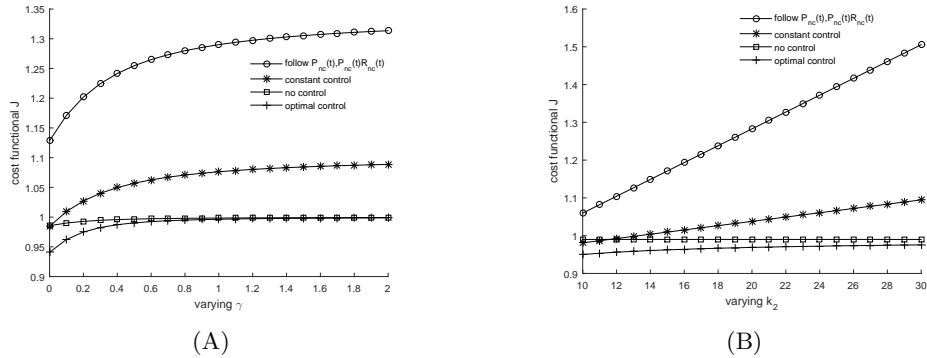 1.35
1.3
1.25
1.2
1.15
1.1
1.05
1
0.95
0.9
cost functional J
0 0.2 0.4 0.6 0.8 1 1.2 1.4 1.6 1.8 2
varying γ
follow P_nc(t),P_nc(t)R_nc(t)
constant control
no control
optimal control
(A)
1.6
1.5
1.4
1.3
1.2
1.1
1
0.9
cost functional J
10 12 14 16 18 20 22 24 26 28 30
varying k_2
follow P_nc(t),P_nc(t)R_nc(t)
constant control
no control
optimal control
(B)